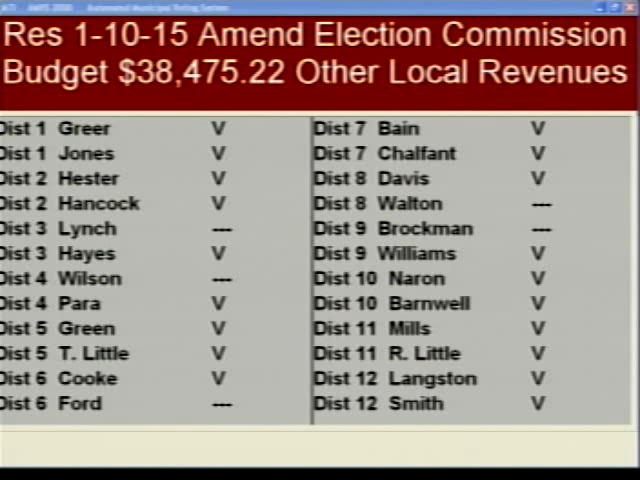 Res 1-10-15 Amend Election Commission
Budget $38,475.22 Other Local Revenues
Dist 1 Greer V
Dist 1 Jones V
Dist 2 Hester V
Dist 2 Hancock V
Dist 3 Lynch ---
Dist 3 Hayes V
Dist 4 Wilson ---
Dist 4 Para V
Dist 5 Green V
Dist 5 T. Little V
Dist 6 Cooke V
Dist 6 Ford ---
Dist 7 Bain V
Dist 7 Chalfant V
Dist 8 Davis V
Dist 8 Walton ---
Dist 9 Brockman ---
Dist 9 Williams V
Dist 10 Naron V
Dist 10 Barnwell V
Dist 11 Mills V
Dist 11 R. Little V
Dist 12 Langston V
Dist 12 Smith V